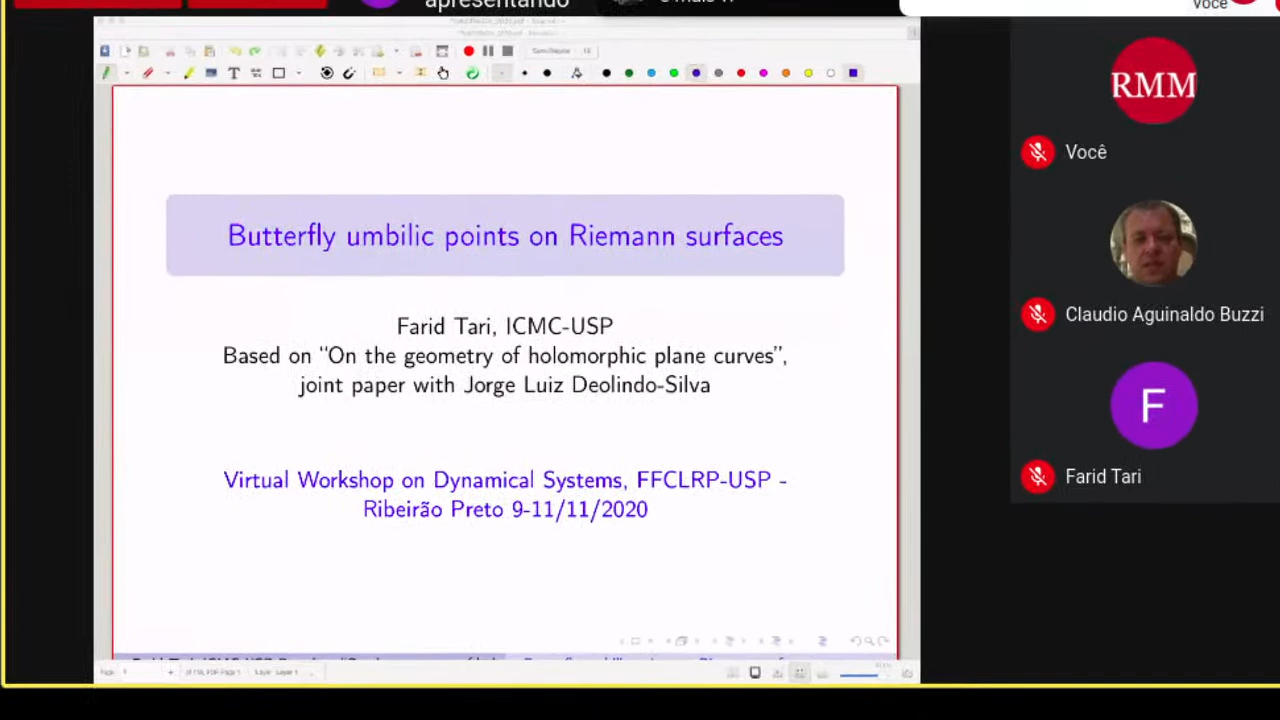 apresentando
Você
RMM
Você
Butterfly umbilic points on Riemann surfaces
Farid Tari, ICMC-USP
Based on “On the geometry of holomorphic plane curves”,
joint paper with Jorge Luiz Deolindo-Silva
Virtual Workshop on Dynamical Systems, FFCLRP-USP -
Ribeirão Preto 9-11/11/2020
Claudio Aguinaldo Buzzi
F
Farid Tari